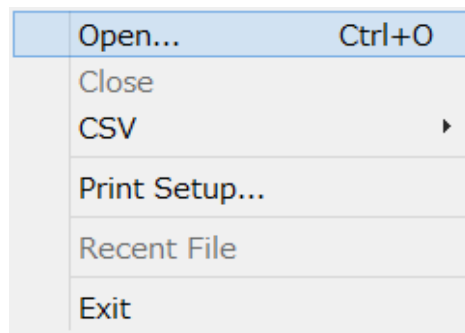 Open... Ctrl+O
Close
CSV
Print Setup...
Recent File
Exit